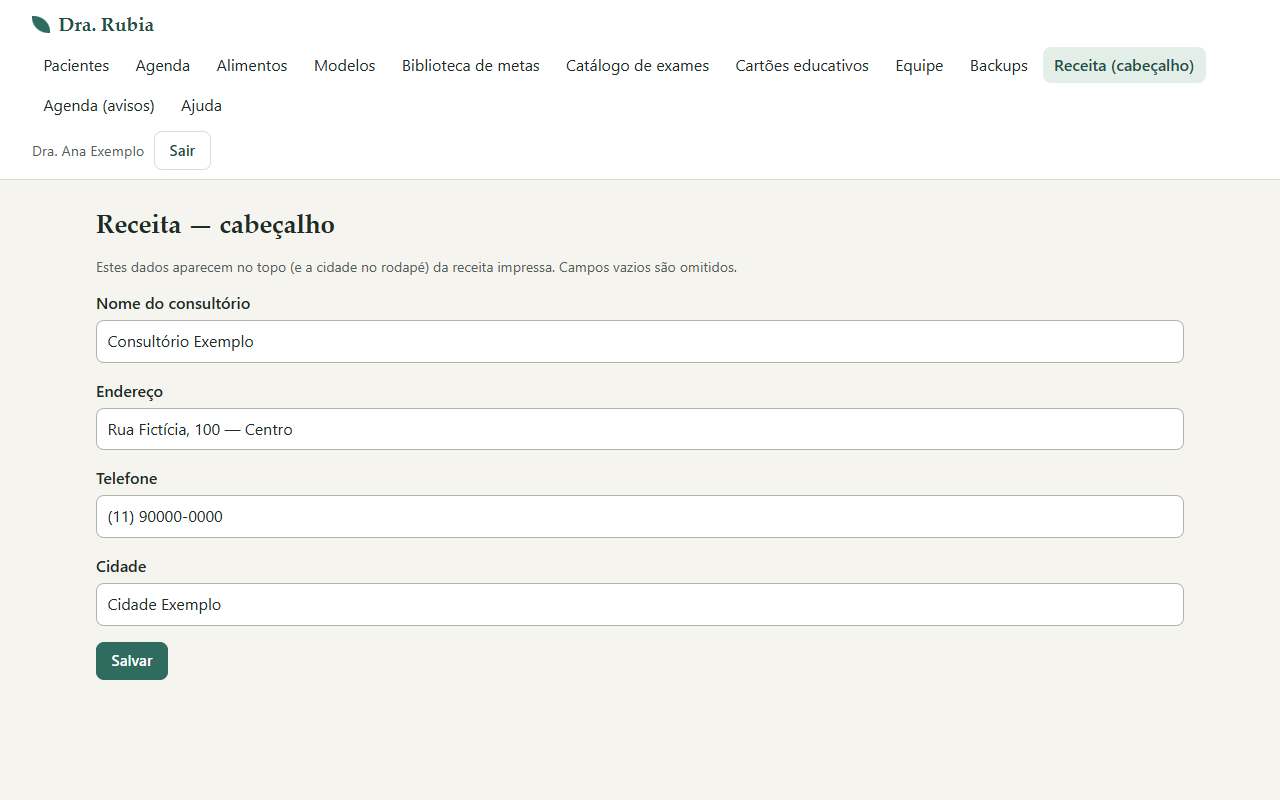 Dra. Rubia
Pacientes Agenda Alimentos Modelos Biblioteca de metas Catálogo de exames Cartões educativos Equipe Backups Receita (cabeçalho)
Agenda (avisos) Ajuda
Dra. Ana Exemplo Sair
Receita — cabeçalho
Estes dados aparecem no topo (e a cidade no rodapé) da receita impressa. Campos vazios são omitidos.
Nome do consultório
Consultório Exemplo
Endereço
Rua Fictícia, 100 — Centro
Telefone
(11) 90000-0000
Cidade
Cidade Exemplo
Salvar